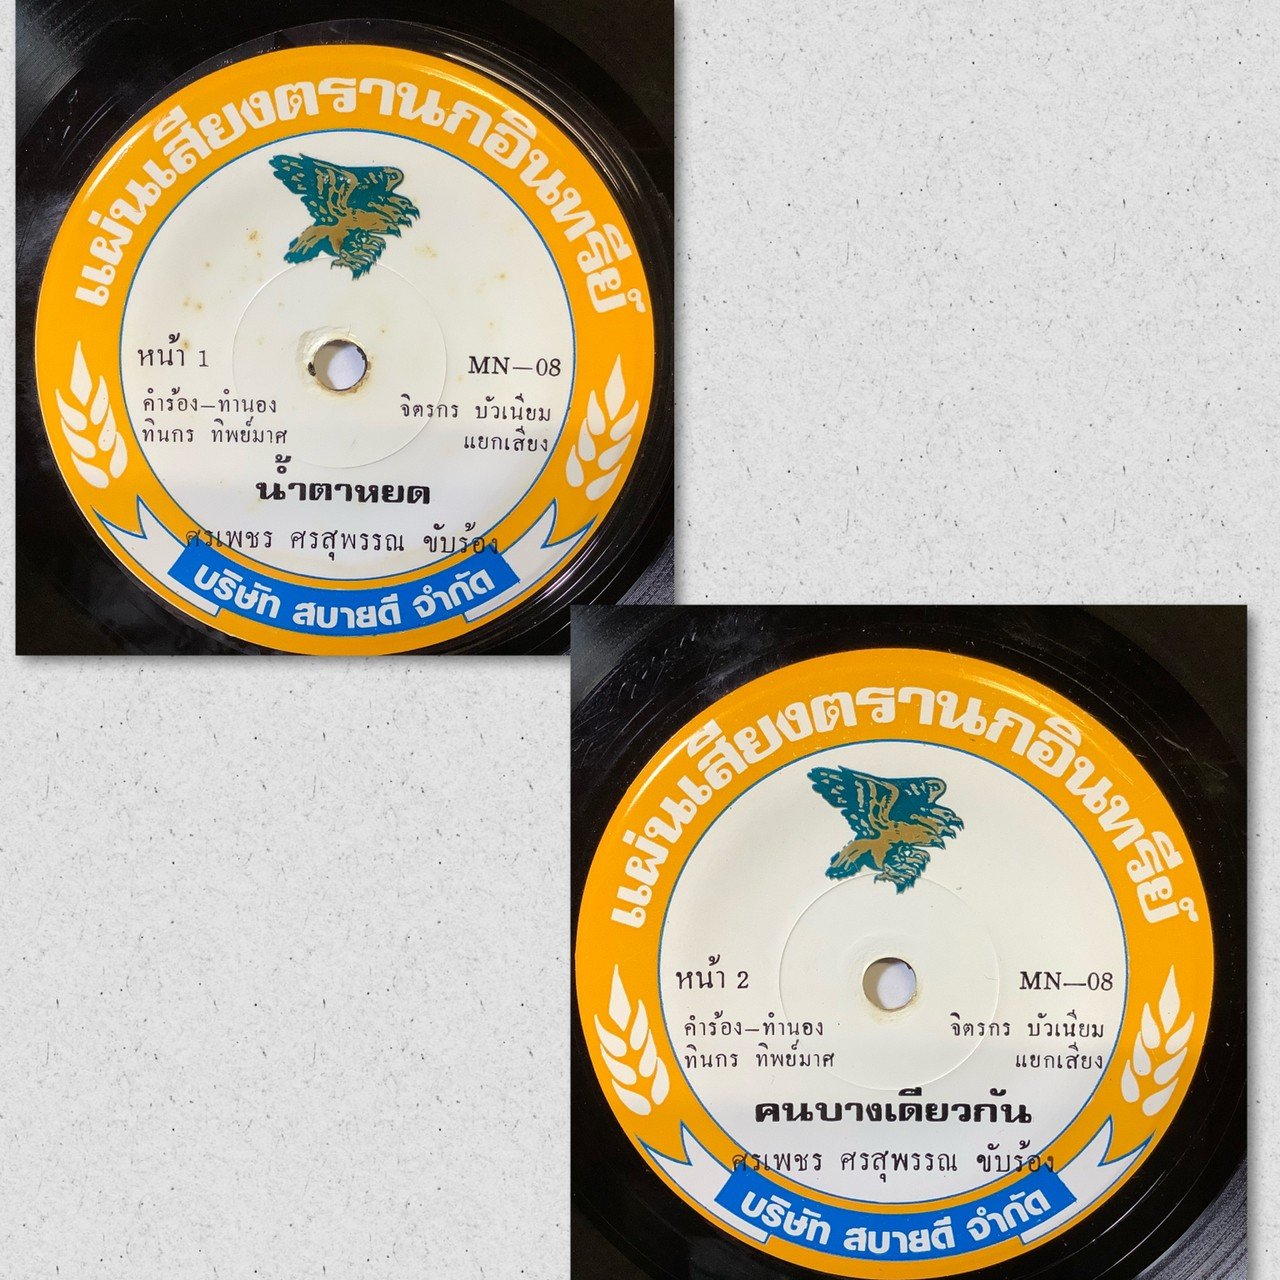 แผ่นเสียงตรานกอินทรีย์
หน้า 1
MN—08
คำร้อง—ทำนอง
จิตรกร บัวเนียม
ทินกร ทิพย์มาศ
แยกเสียง
น้ำตาหยด
ศรเพชร ศรสุพรรณ ขับร้อง
บริษัท สบายดี จำกัด
แผ่นเสียงตรานกอินทรีย์
หน้า 2
MN—08
คำร้อง—ทำนอง
จิตรกร บัวเนียม
ทินกร ทิพย์มาศ
แยกเสียง
คนบางเดียวกัน
ศรเพชร ศรสุพรรณ ขับร้อง
บริษัท สบายดี จำกัด